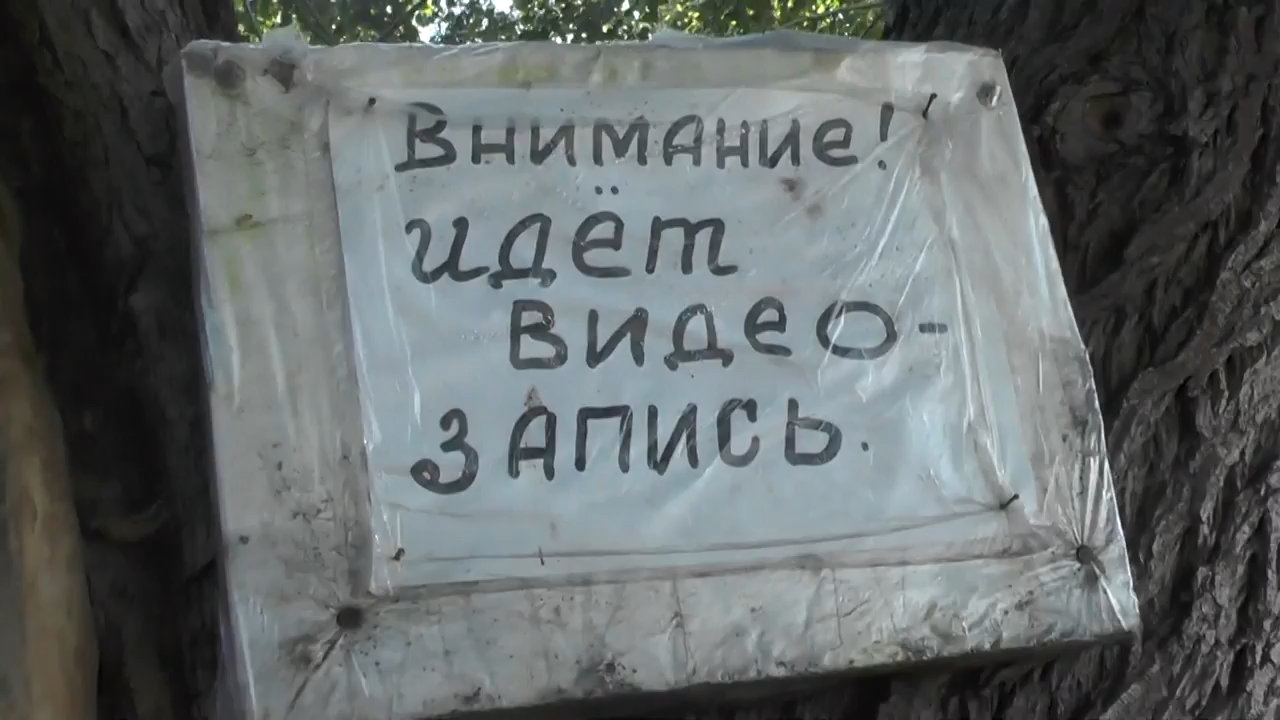 Внимание!
идёт
видео-
запись.